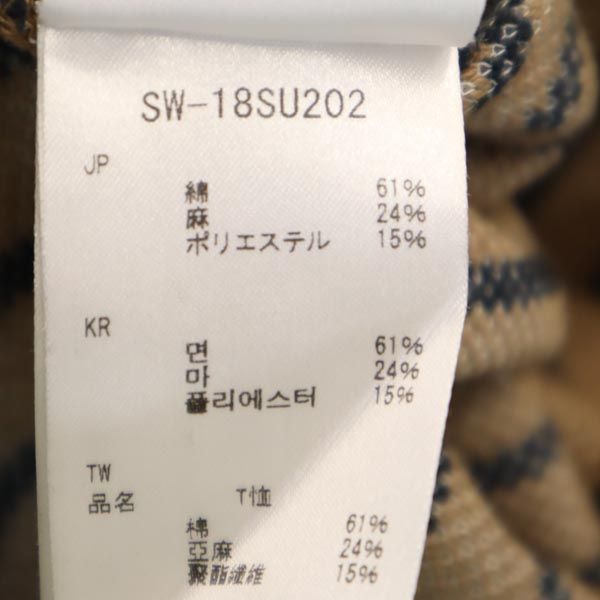 SW-18SU202
JP
綿 61%
麻 24%
ポリエステル 15%
KR
면 61%
마 24%
폴리에스터 15%
TW
品名 T恤
棉 61%
亞麻 24%
聚酯纖維 15%